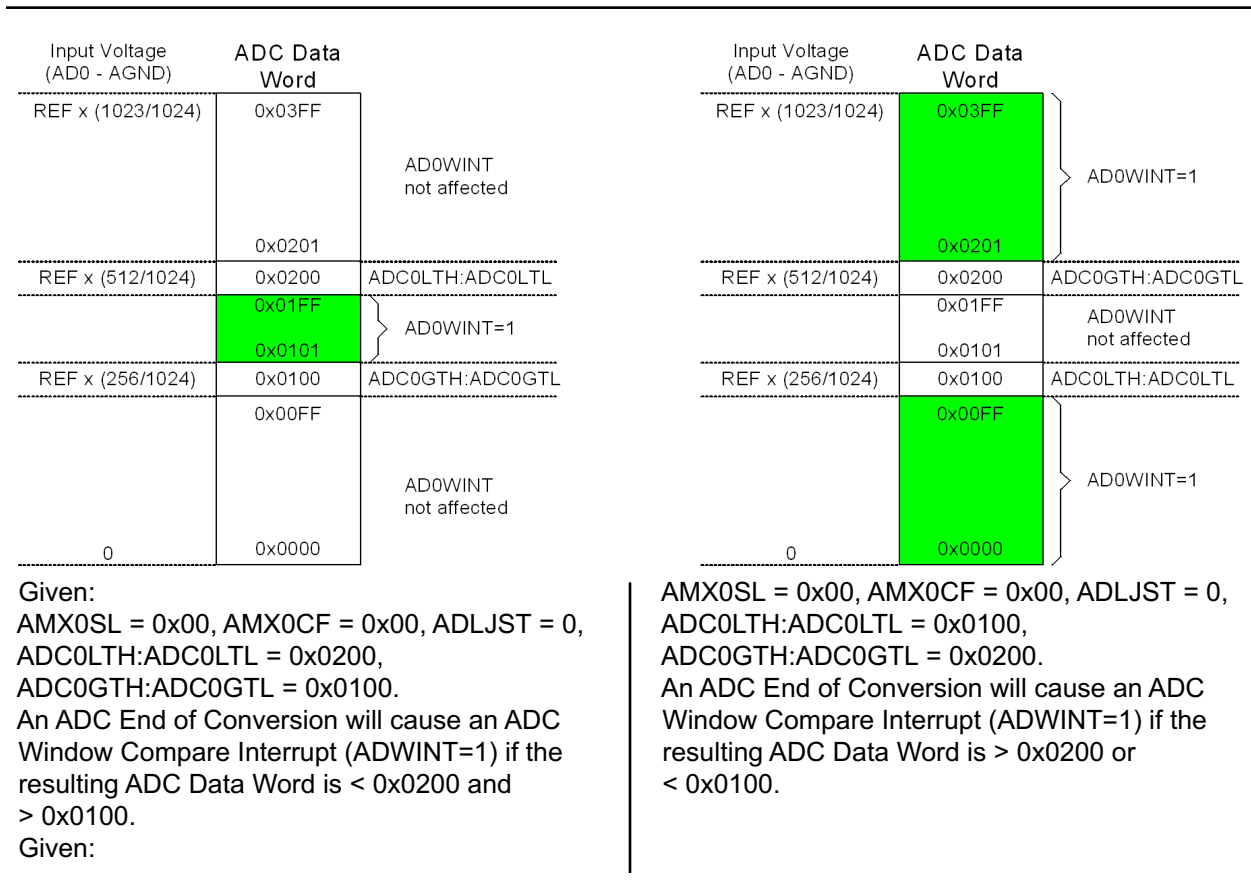 Input Voltage
(AD0 - AGND)
ADC Data
Word
REF x (1023/1024)
0x03FF
AD0WINT
not affected
0x0201
REF x (512/1024)
0x0200
ADC0LTH:ADC0LTL
0x01FF
AD0WINT=1
0x0101
REF x (256/1024)
0x0100
ADC0GTH:ADC0GTL
0x00FF
AD0WINT
not affected
0
0x0000
Given:
AMX0SL = 0x00, AMX0CF = 0x00, ADLJST = 0,
ADC0LTH:ADC0LTL = 0x0200,
ADC0GTH:ADC0GTL = 0x0100.
An ADC End of Conversion will cause an ADC
Window Compare Interrupt (ADWINT=1) if the
resulting ADC Data Word is < 0x0200 and
> 0x0100.
Given:
Input Voltage
(AD0 - AGND)
ADC Data
Word
REF x (1023/1024)
0x03FF
AD0WINT=1
0x0201
REF x (512/1024)
0x0200
ADC0GTH:ADC0GTL
0x01FF
AD0WINT
not affected
0x0101
REF x (256/1024)
0x0100
ADC0LTH:ADC0LTL
0x00FF
AD0WINT=1
0
0x0000
AMX0SL = 0x00, AMX0CF = 0x00, ADLJST = 0,
ADC0LTH:ADC0LTL = 0x0100,
ADC0GTH:ADC0GTL = 0x0200.
An ADC End of Conversion will cause an ADC
Window Compare Interrupt (ADWINT=1) if the
resulting ADC Data Word is > 0x0200 or
< 0x0100.